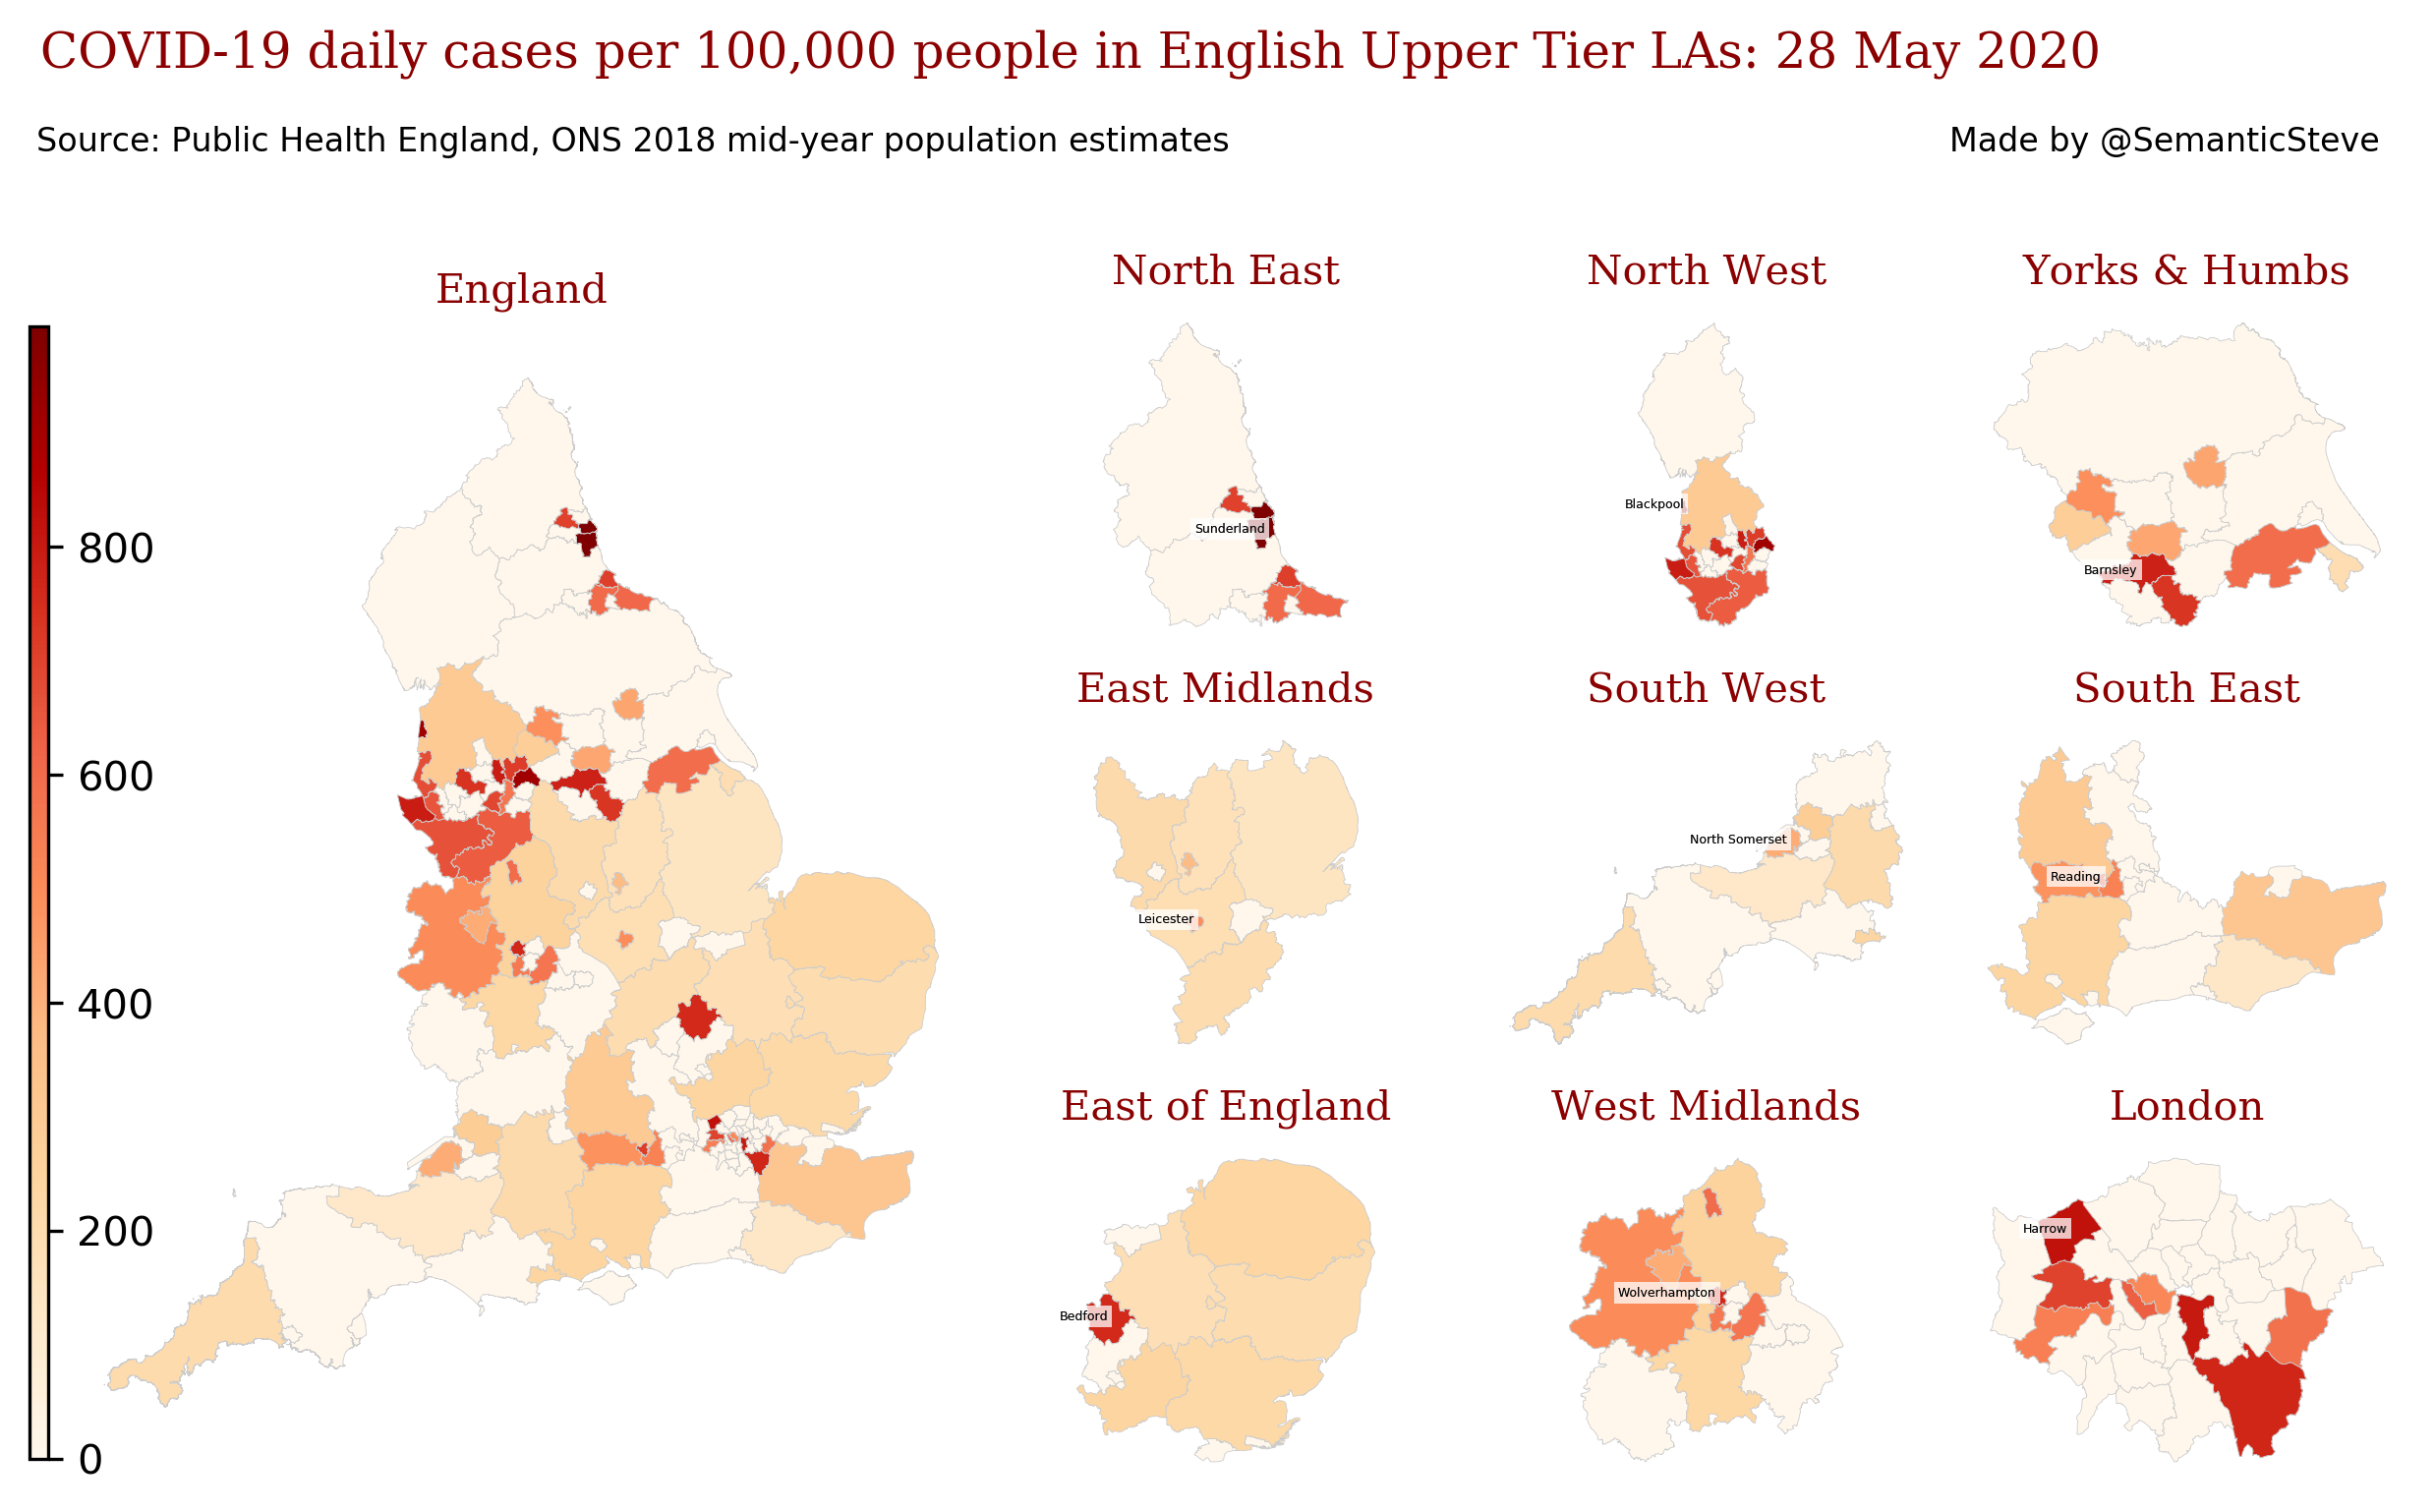 COVID-19 daily cases per 100,000 people in English Upper Tier LAs: 28 May 2020
Source: Public Health England, ONS 2018 mid-year population estimates
Made by @SemanticSteve
England
800
600
400
200
0
North East
Sunderland
North West
Blackpool
Yorks & Humbs
Barnsley
East Midlands
Leicester
South West
North Somerset
South East
Reading
East of England
Bedford
West Midlands
Wolverhampton
London
Harrow